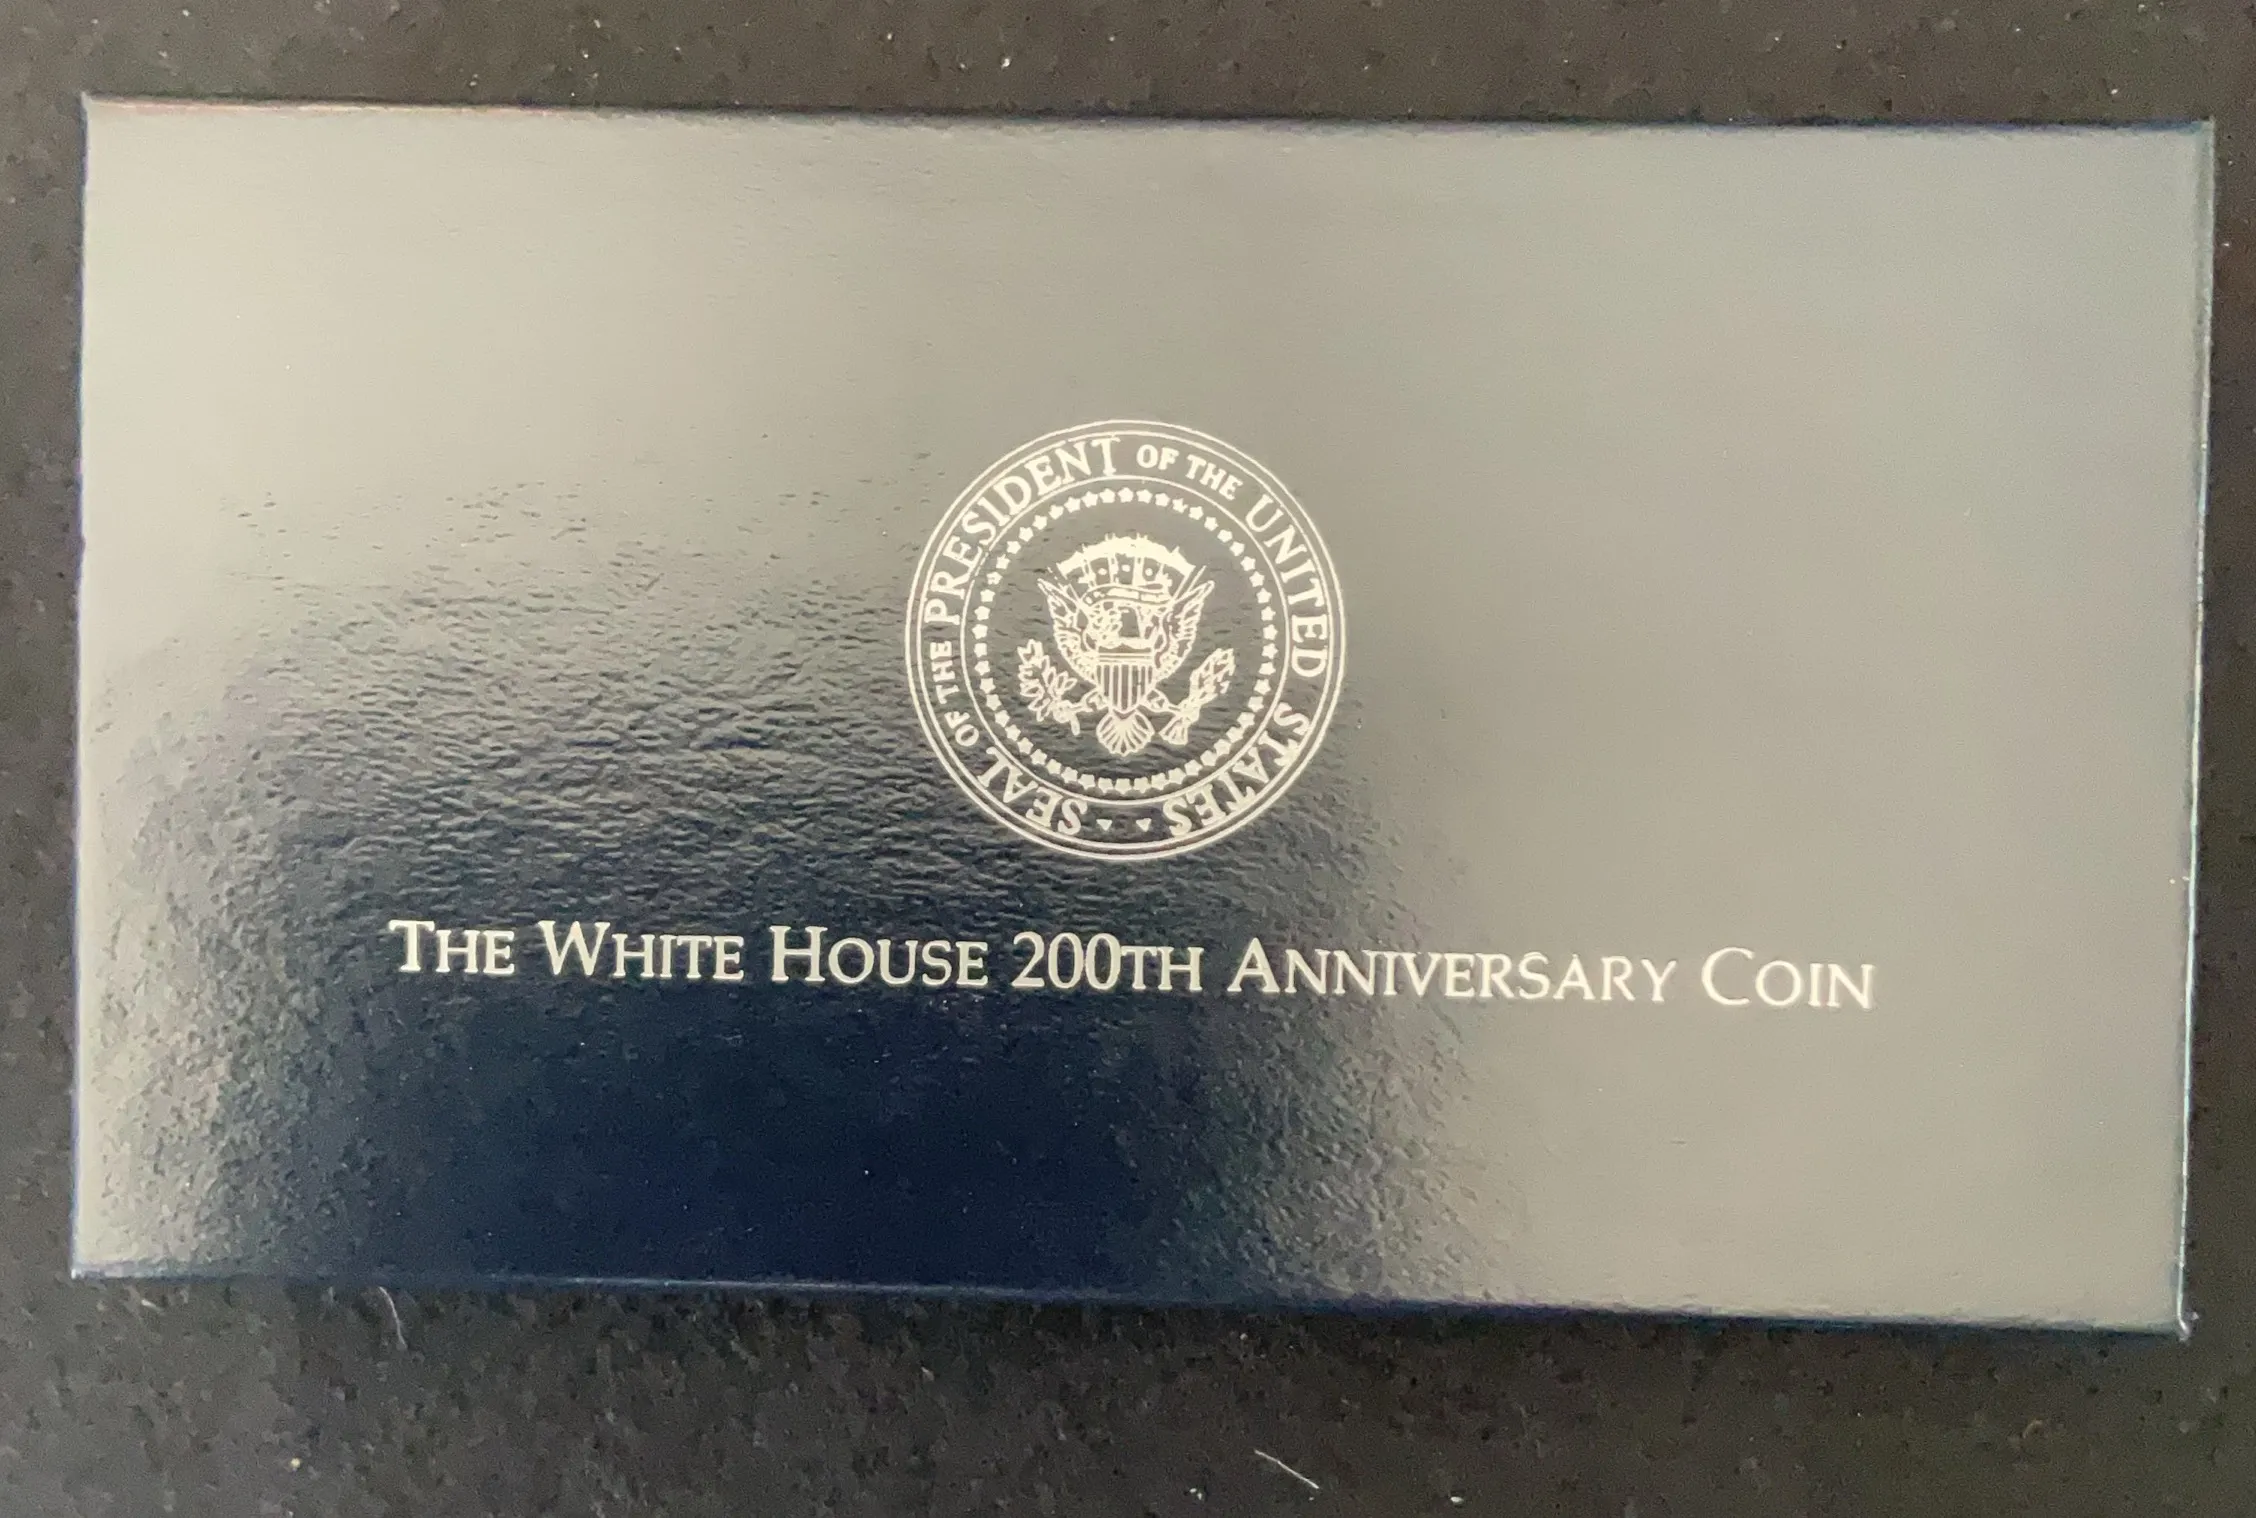 SEAL OF THE PRESIDENT OF THE UNITED STATES
THE WHITE HOUSE 200TH ANNIVERSARY COIN